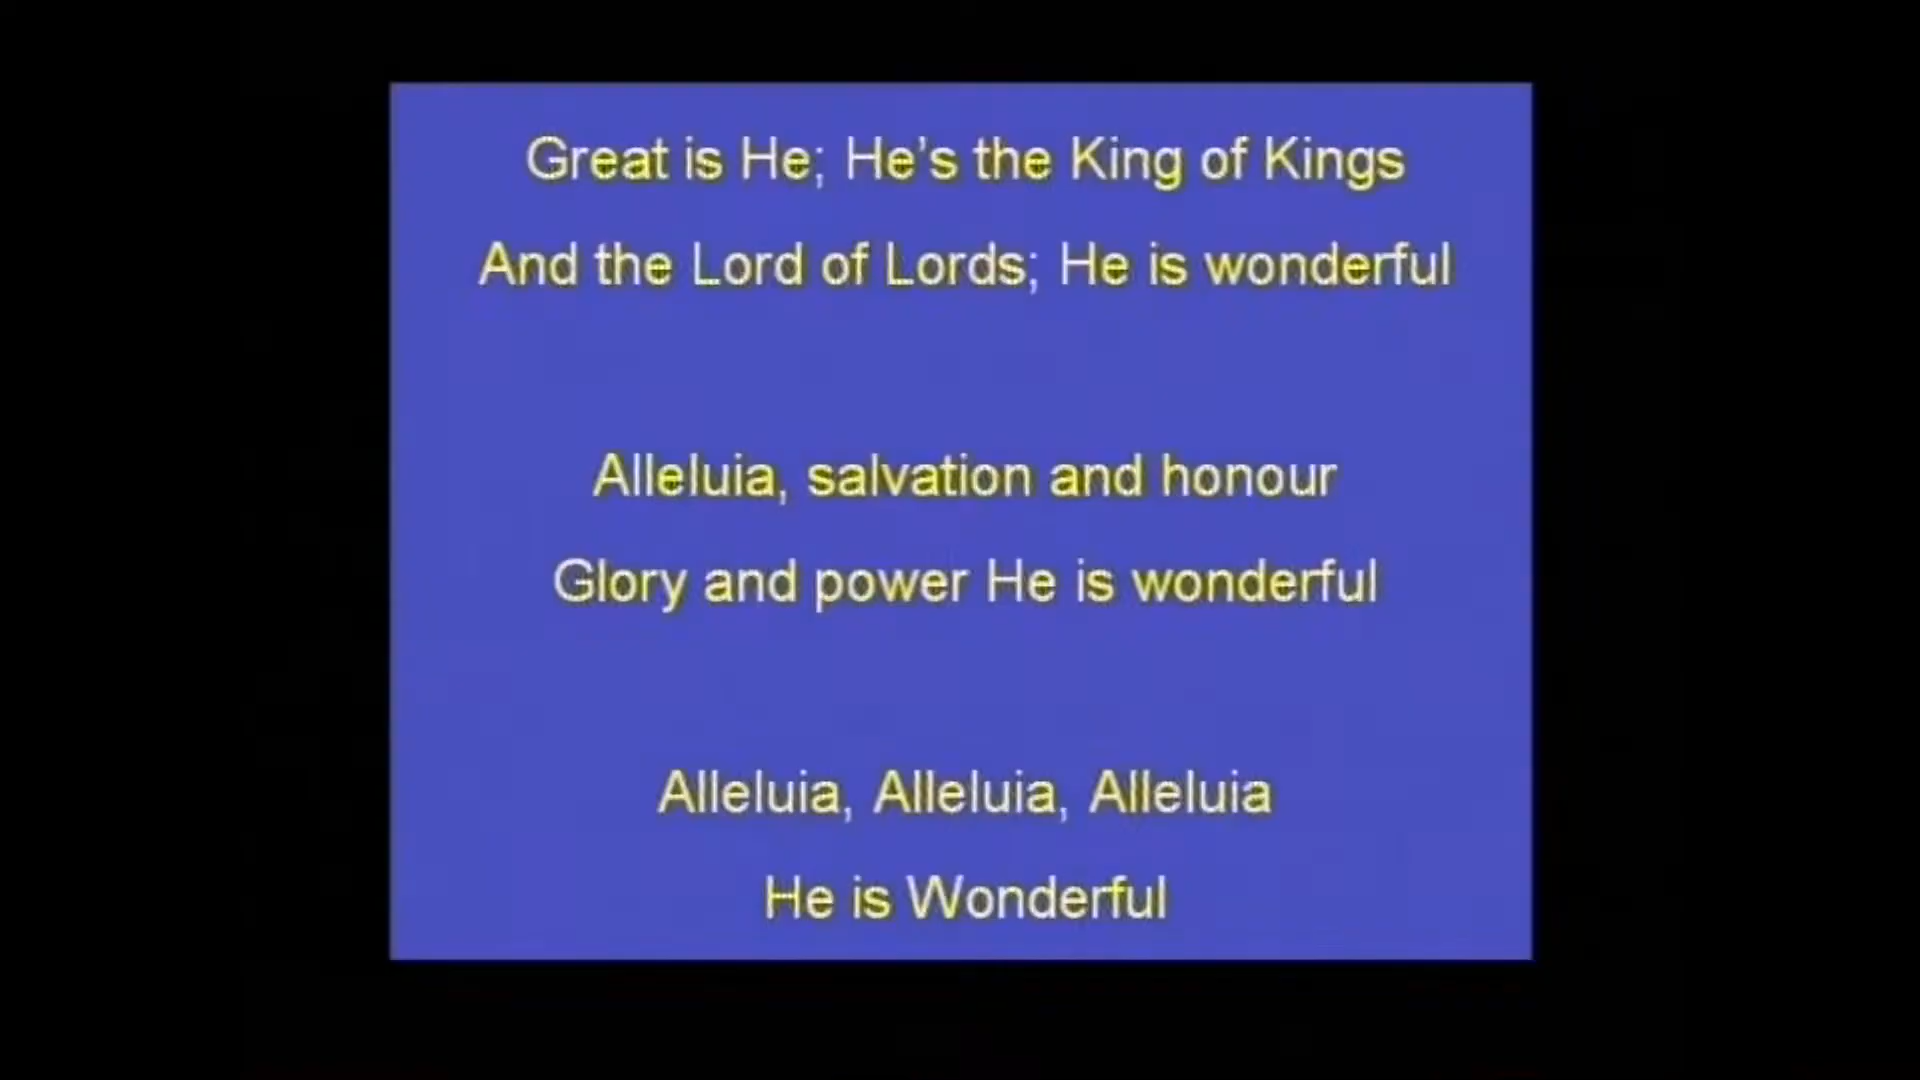 Great is He; He's the King of Kings
And the Lord of Lords; He is wonderful
Alleluia, salvation and honour
Glory and power He is wonderful
Alleluia, Alleluia, Alleluia
He is Wonderful